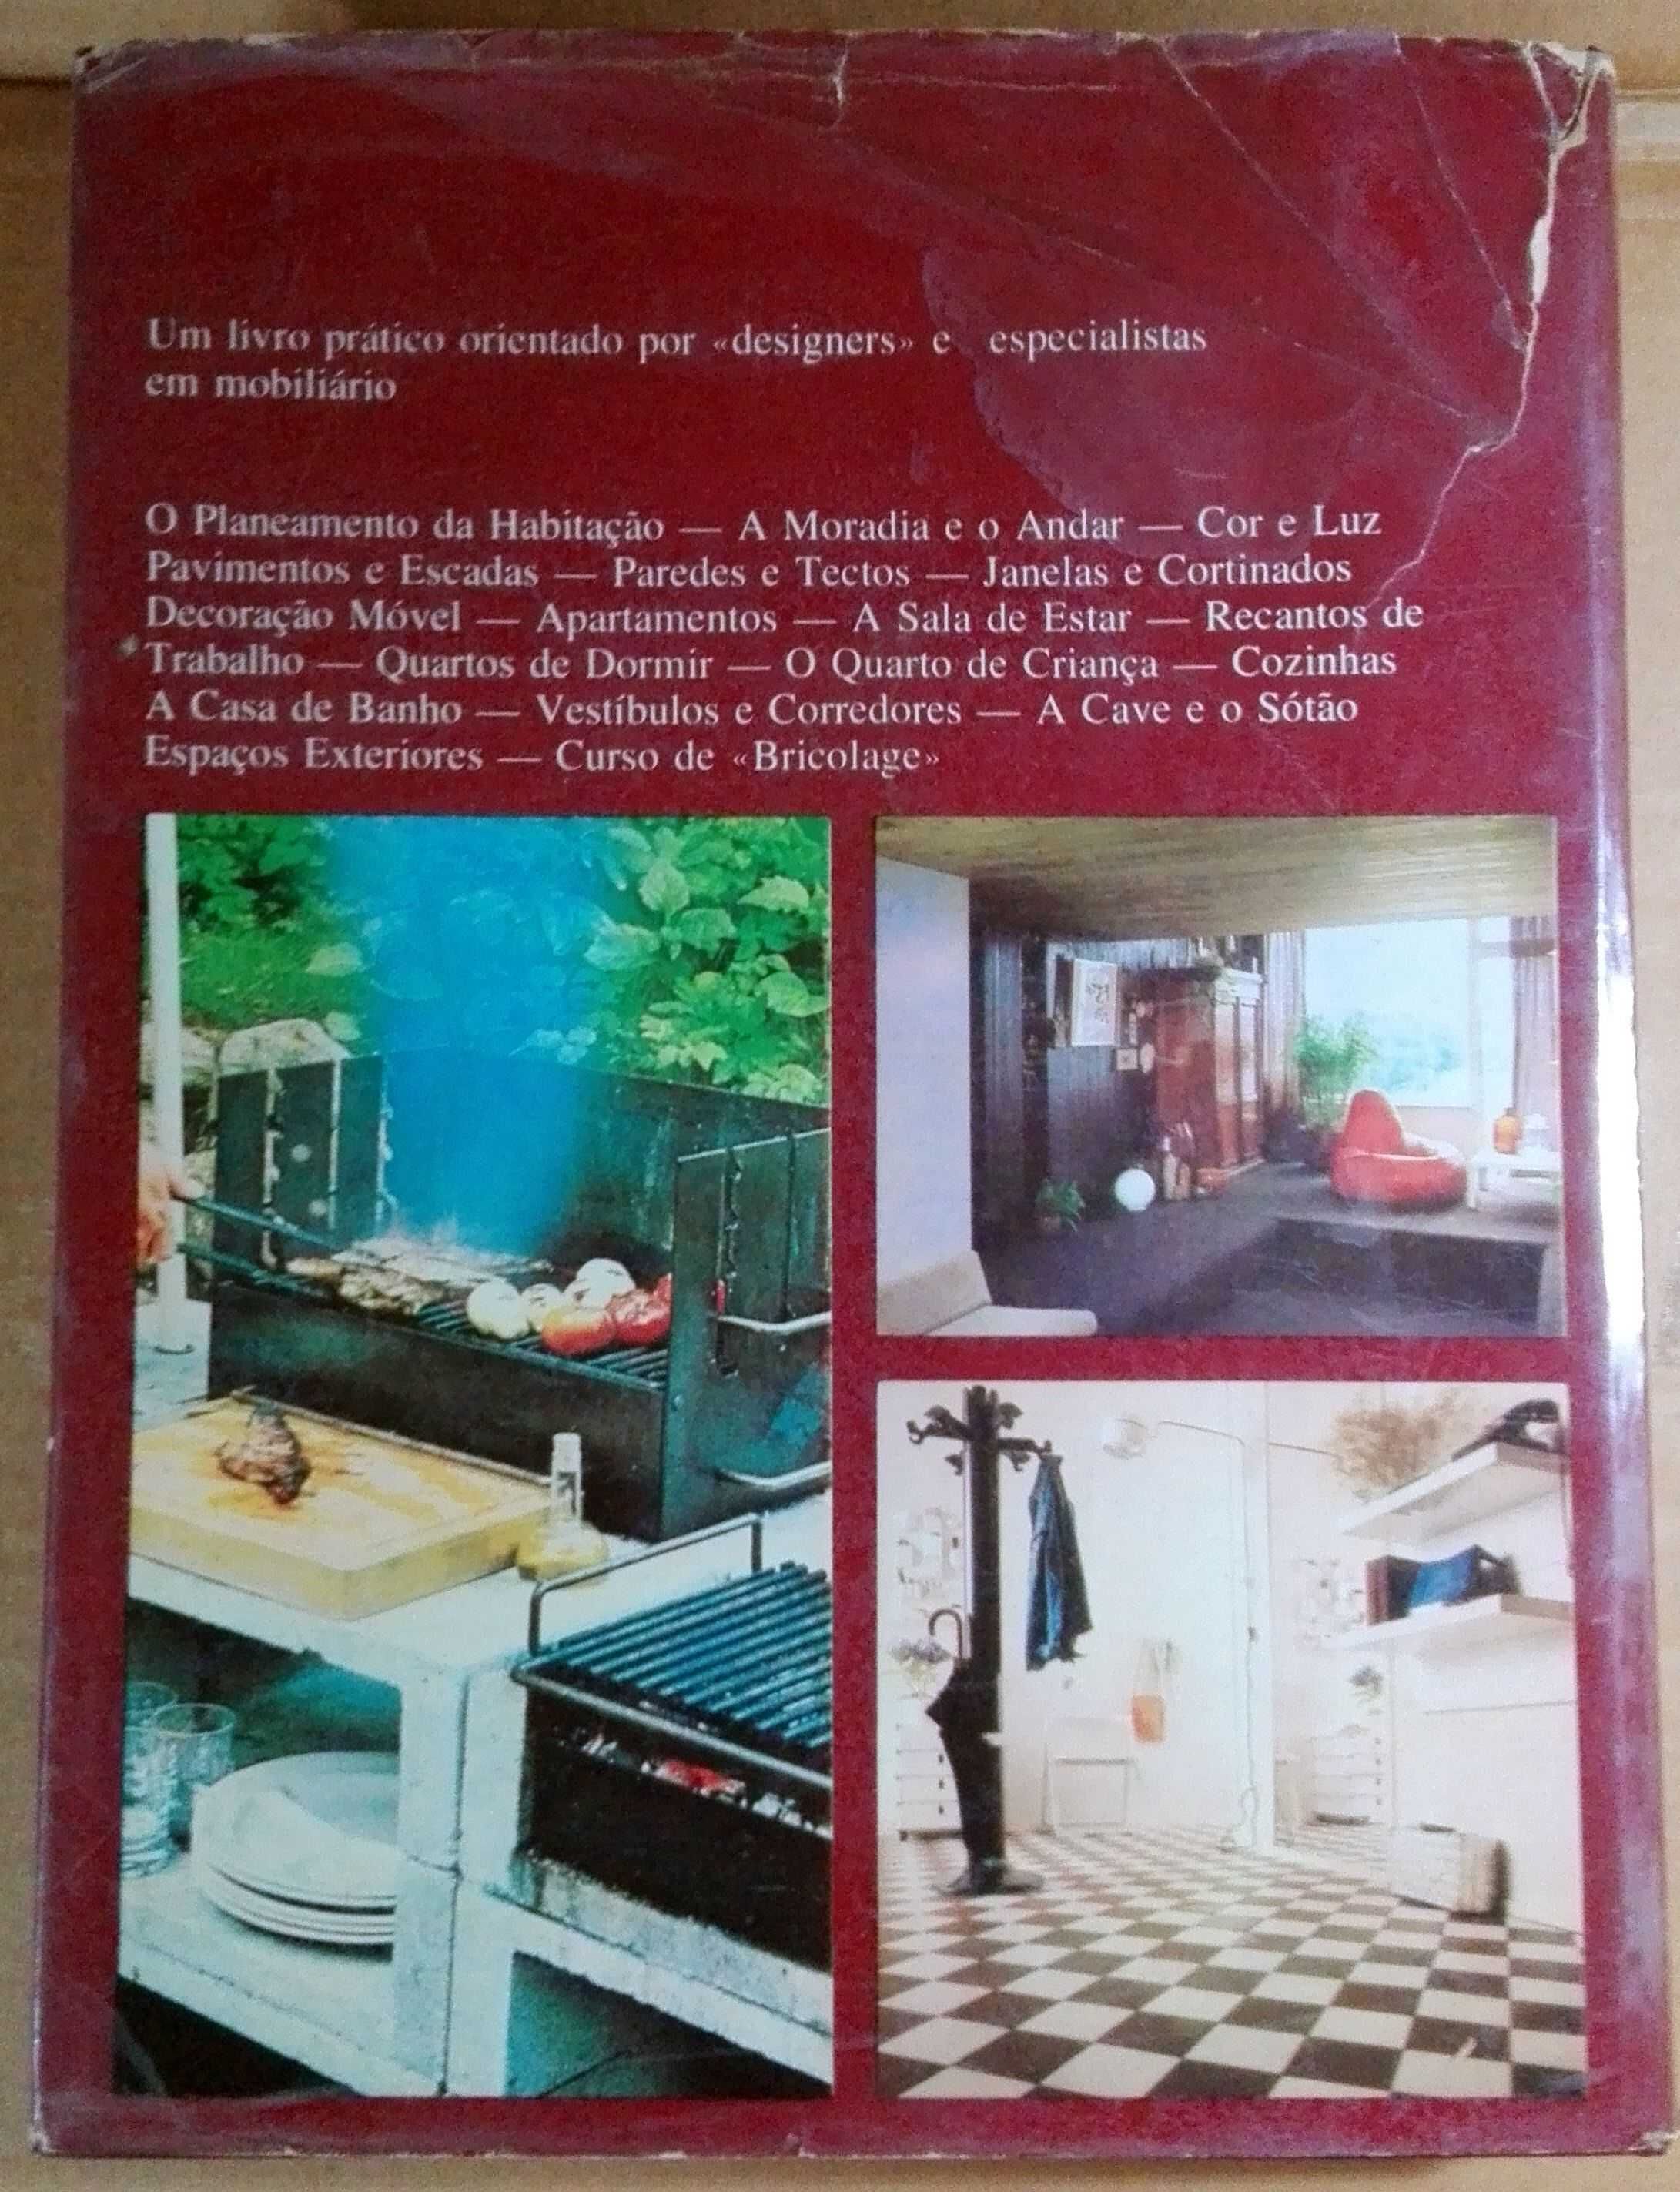 Um livro prático orientado por «designers» e especialistas
em mobiliário
O Planeamento da Habitação — A Moradia e o Andar — Cor e Luz
Pavimentos e Escadas — Paredes e Tectos — Janelas e Cortinados
Decoração Móvel — Apartamentos — A Sala de Estar — Recantos de
Trabalho — Quartos de Dormir — O Quarto de Criança — Cozinhas
A Casa de Banho — Vestíbulos e Corredores — A Cave e o Sótão
Espaços Exteriores — Curso de «Bricolage»